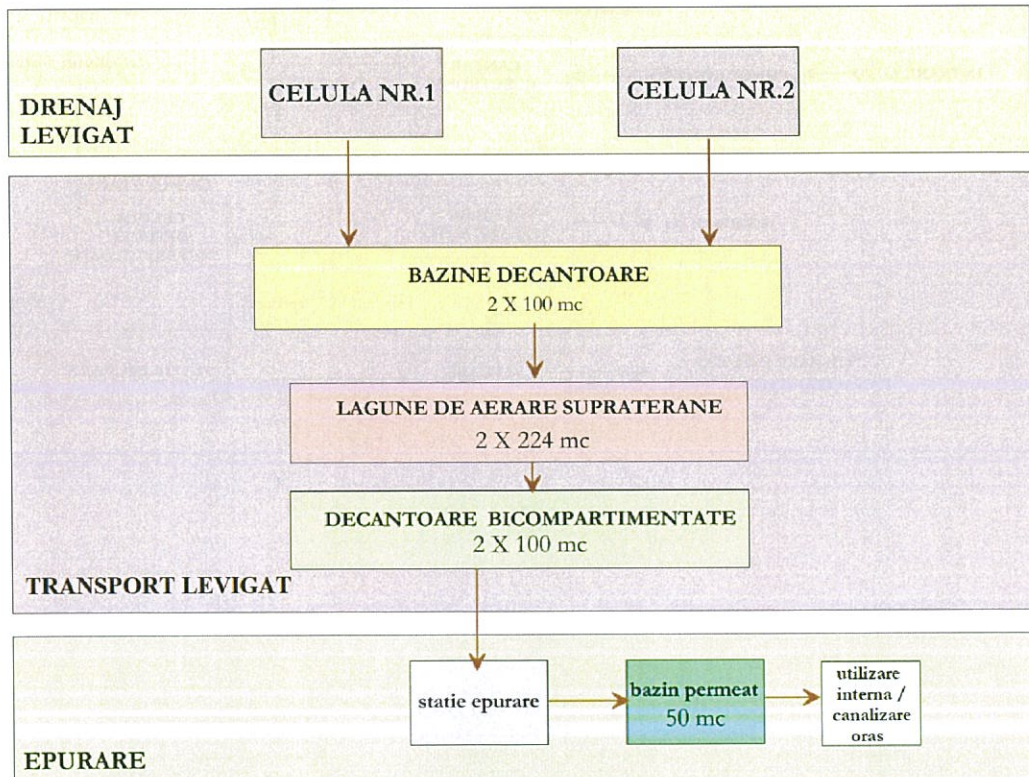 CELULA NR.1
CELULA NR.2
DRENAJ
LEVIGAT
BAZINE DECANTOARE
2 X 100 mc
LAGUNE DE AERARE SUPRATERANE
2 X 224 mc
DECANTOARE BICOMPARTIMENTATE
2 X 100 mc
TRANSPORT LEVIGAT
statie epurare
bazin permeat
50 mc
utilizare
interna /
canalizare
oras
EPURARE